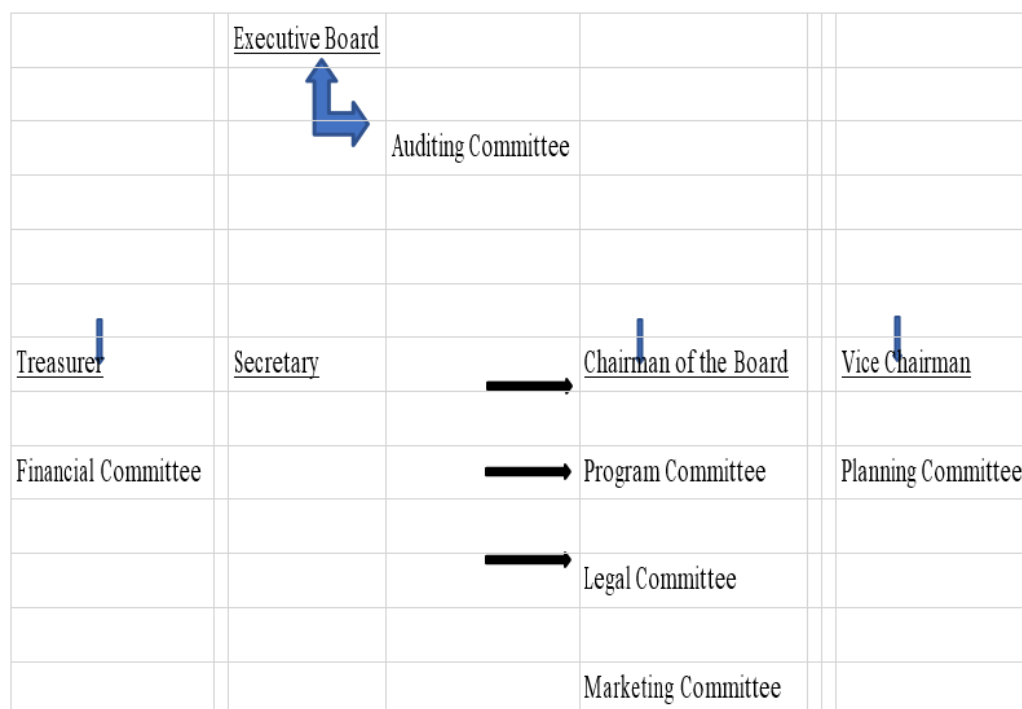 Executive Board
Auditing Committee
Treasurer Secretary Chairman of the Board Vice Chairman
Financial Committee Program Committee Planning Committee
Legal Committee
Marketing Committee